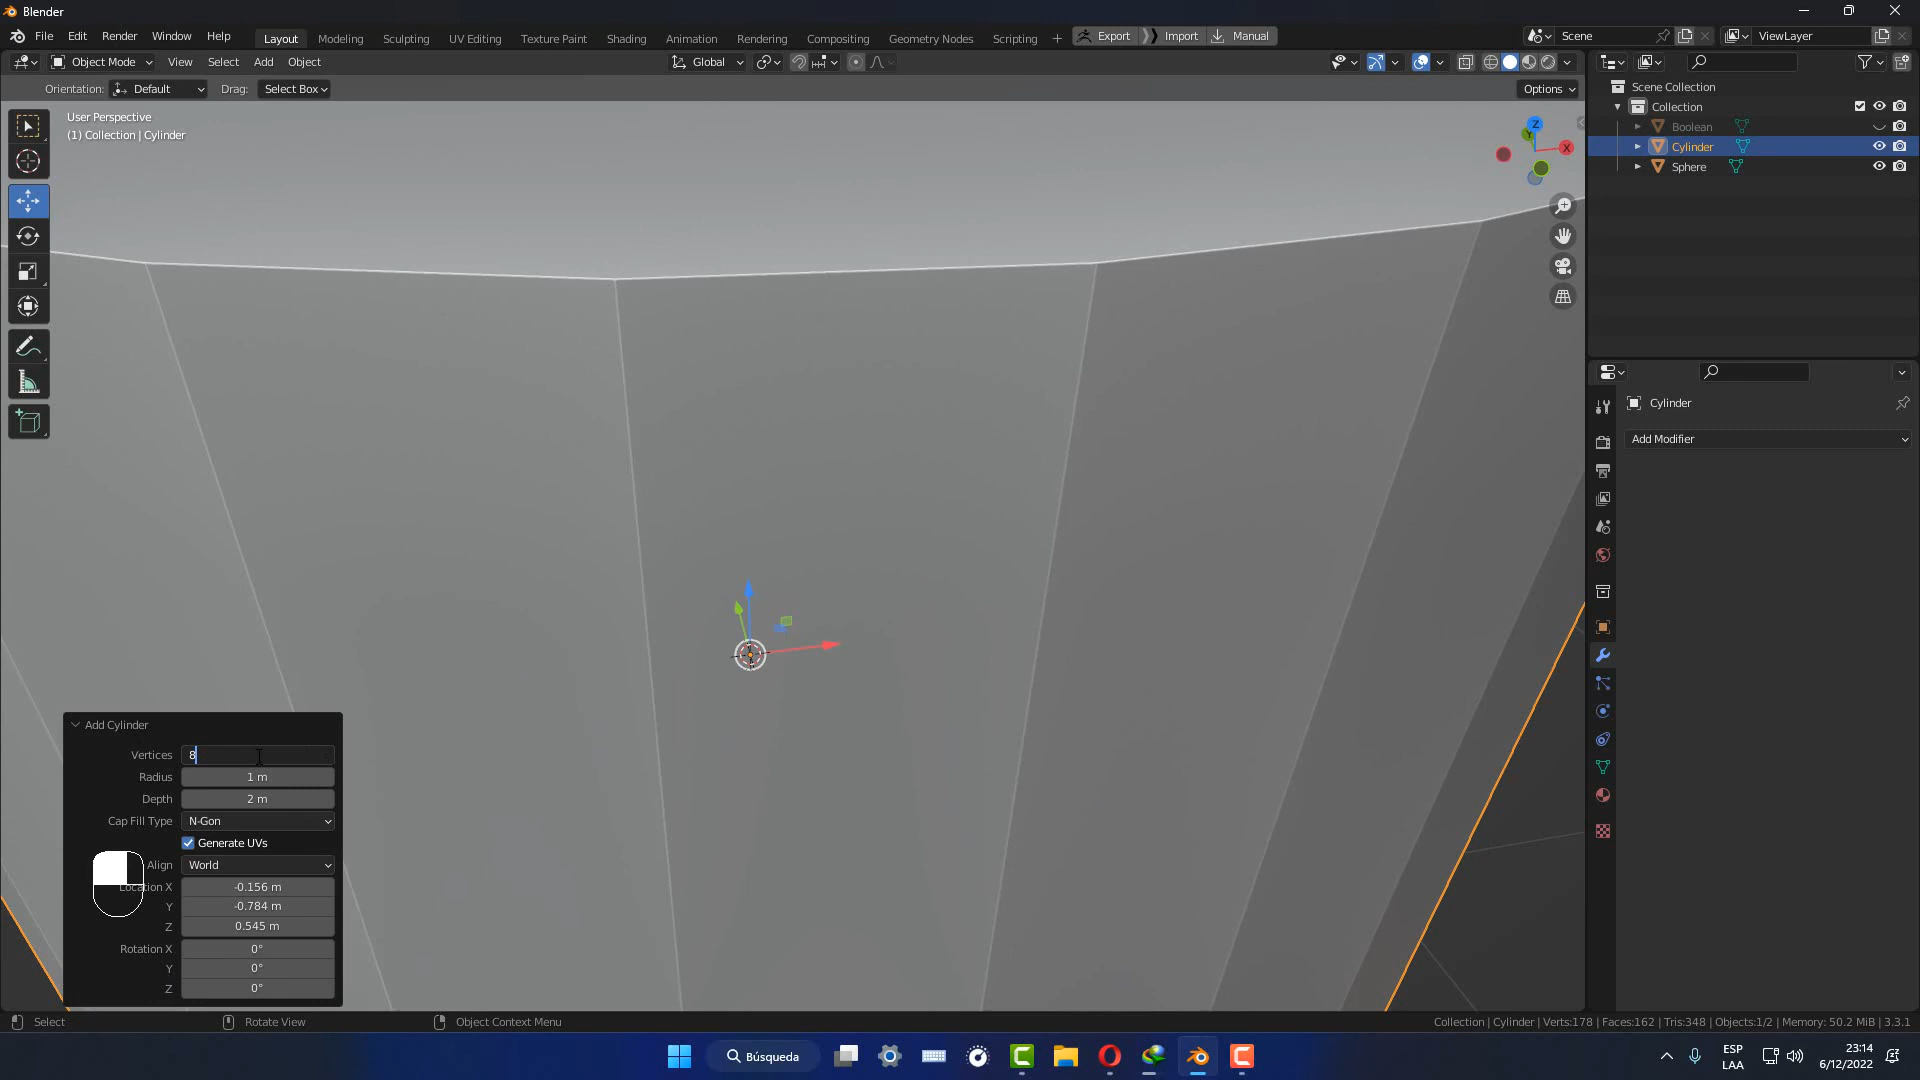 Blender
File Edit Render Window Help Layout Modeling Sculpting UV Editing Texture Paint Shading Animation Rendering Compositing Geometry Nodes Scripting + Export Import Manual Scene ViewLayer
Object Mode View Select Add Object Global
Orientation: Default Drag: Select Box Options
User Perspective
(1) Collection | Cylinder
Z
Y
X
Scene Collection
Collection
Boolean
Cylinder
Sphere
Cylinder
Add Modifier
Add Cylinder
Vertices 8
Radius 1 m
Depth 2 m
Cap Fill Type N-Gon
Generate UVs
Align World
Location X -0.156 m
Y -0.784 m
Z 0.545 m
Rotation X 0°
Y 0°
Z 0°
Select Rotate View Object Context Menu Collection | Cylinder | Verts:178 | Faces:162 | Tris:348 | Objects:1/2 | Memory: 50.2 MiB | 3.3.1
Búsqueda
ESP
LAA
23:14
6/12/2022